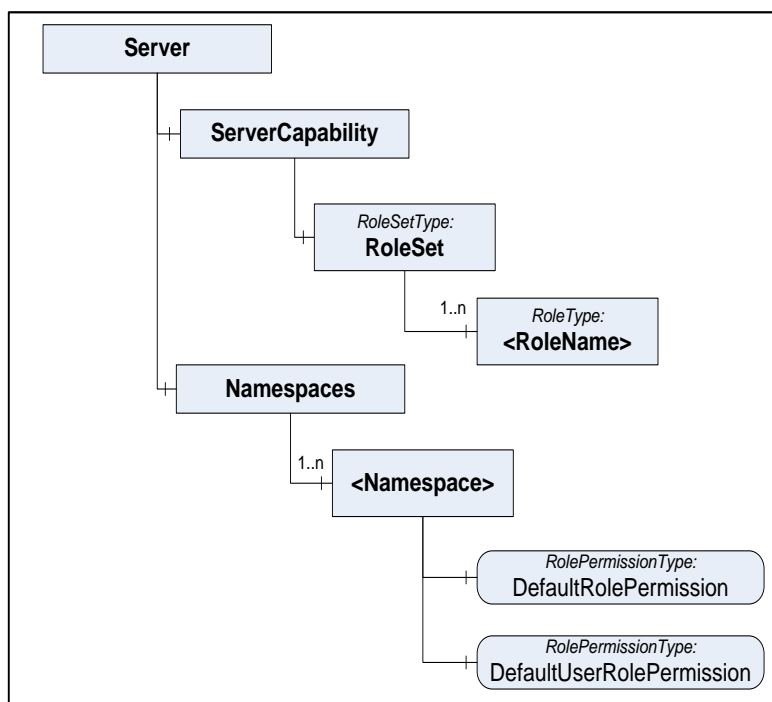 Server
ServerCapability
RoleSetType:
RoleSet
1..n
RoleType:
<RoleName>
Namespaces
1..n
<Namespace>
RolePermissionType:
DefaultRolePermission
RolePermissionType:
DefaultUserRolePermission